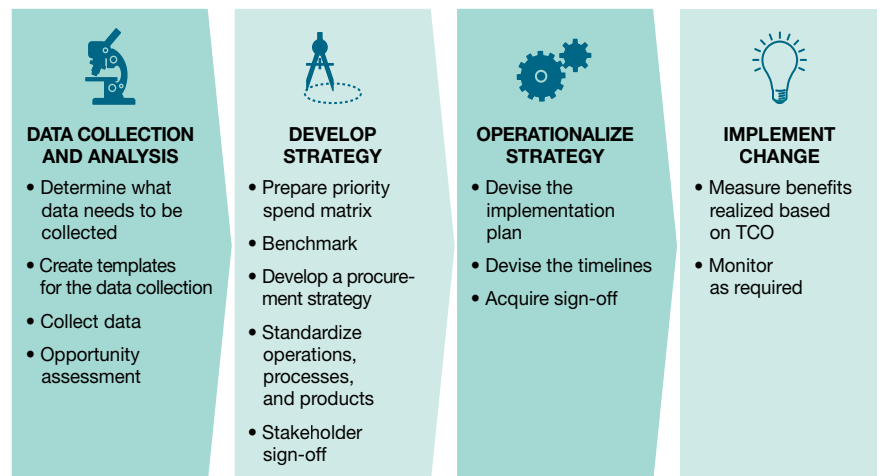 DATA COLLECTION
AND ANALYSIS
• Determine what
data needs to be
collected
• Create templates
for the data collection
• Collect data
• Opportunity
assessment
DEVELOP
STRATEGY
• Prepare priority
spend matrix
• Benchmark
• Develop a procure-
ment strategy
• Standardize
operations,
processes,
and products
• Stakeholder
sign-off
OPERATIONALIZE
STRATEGY
• Devise the
implementation
plan
• Devise the timelines
• Acquire sign-off
IMPLEMENT
CHANGE
• Measure benefits
realized based
on TCO
• Monitor
as required